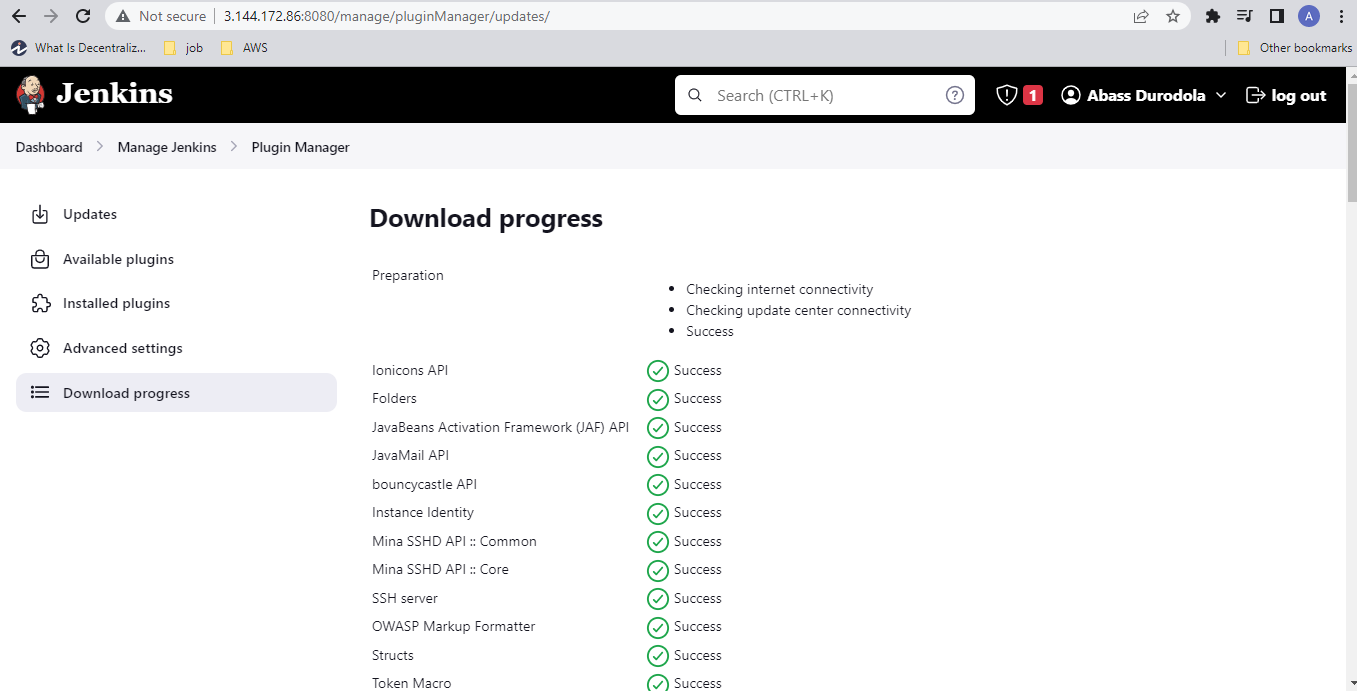 Not secure 3.144.172.86:8080/manage/pluginManager/updates/ A
What Is Decentraliz... job AWS Other bookmarks
Jenkins Search (CTRL+K) ? 1 Abass Durodola log out
Dashboard Manage Jenkins Plugin Manager
Updates
Available plugins
Installed plugins
Advanced settings
Download progress
Download progress
Preparation
Checking internet connectivity
Checking update center connectivity
Success
Ionicons API Success
Folders Success
JavaBeans Activation Framework (JAF) API Success
JavaMail API Success
bouncycastle API Success
Instance Identity Success
Mina SSHD API :: Common Success
Mina SSHD API :: Core Success
SSH server Success
OWASP Markup Formatter Success
Structs Success
Token Macro Success